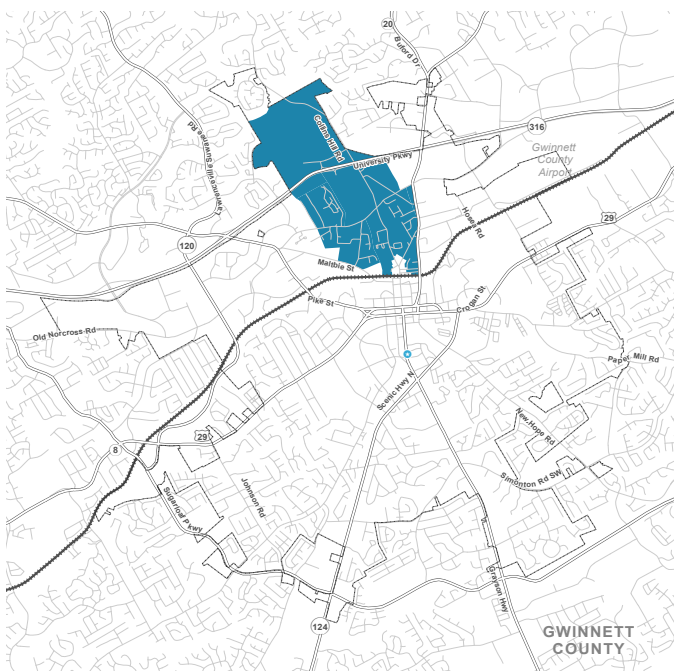 20
Buford Dr
Collins Hill Rd
316
University Pkwy
Gwinnett
County
Airport
Lawrenceville Suwanee Rd
Hosea Rd
29
120
Maltbie St
Pike St
Crogan St
Old Norcross Rd
Paper Mill Rd
Scenic Hwy N
New Hope Rd
29
8
Simonton Rd SW
Johnson Rd
Sugarloaf Pkwy
Grayson Hwy
124
GWINNETT
COUNTY